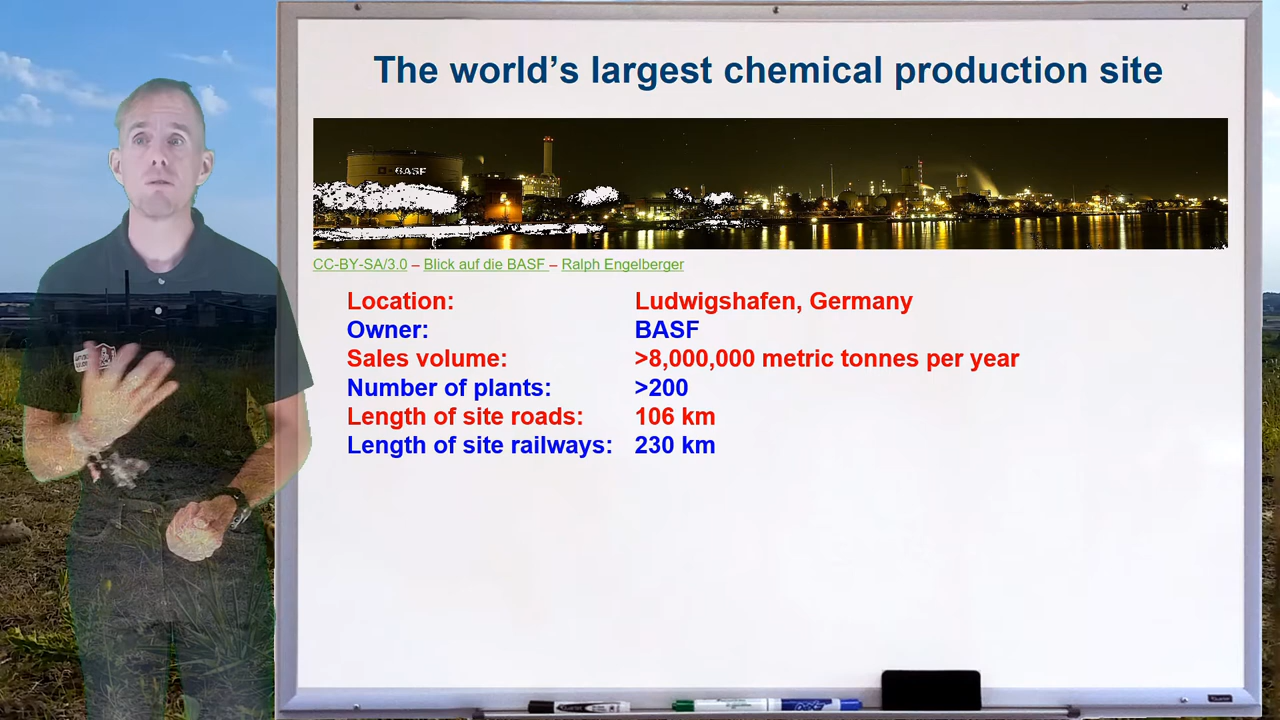 The world’s largest chemical production site
BASF
CC-BY-SA/3.0 – Blick auf die BASF – Ralph Engelberger
Location: Ludwigshafen, Germany
Owner: BASF
Sales volume: >8,000,000 metric tonnes per year
Number of plants: >200
Length of site roads: 106 km
Length of site railways: 230 km